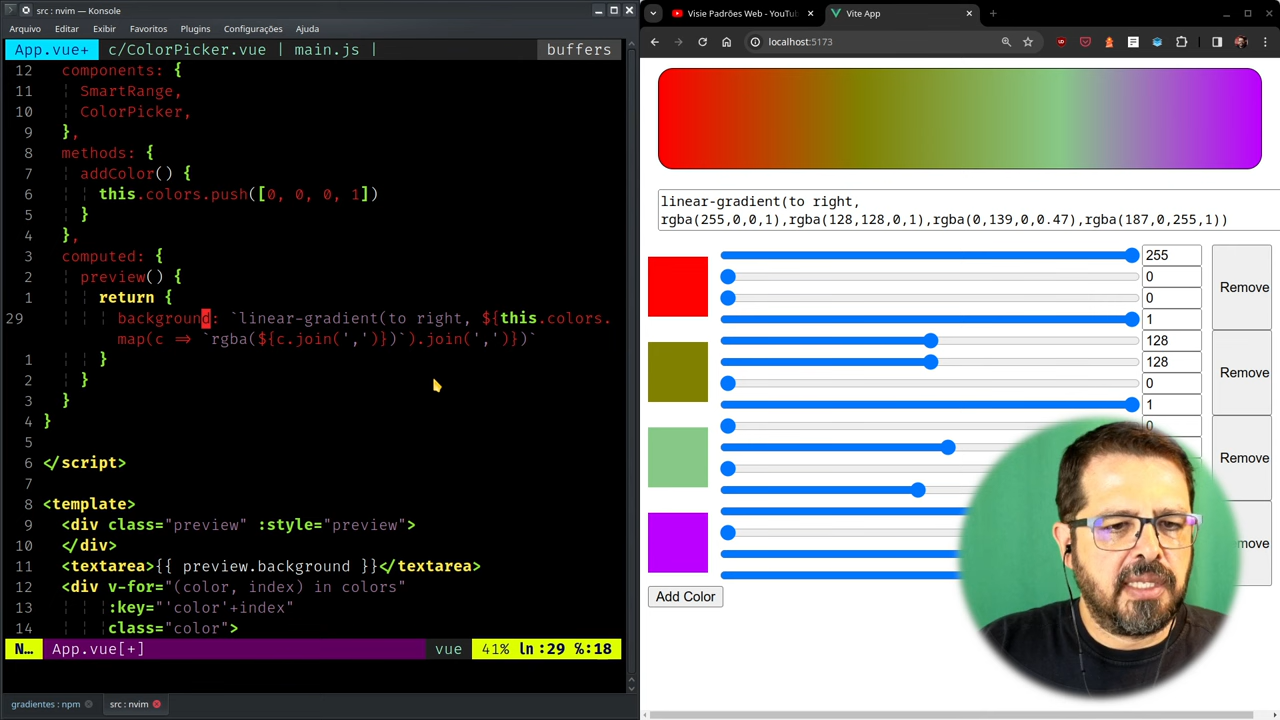 src : nvim — Konsole
Arquivo Editar Exibir Favoritos Plugins Configurações Ajuda
App.vue+ c/ColorPicker.vue | main.js | buffers
12 components: {
11 SmartRange,
10 ColorPicker,
9 },
8 methods: {
7 addColor() {
6 this.colors.push([0, 0, 0, 1])
5 }
4 },
3 computed: {
2 preview() {
1 return {
29 background: `linear-gradient(to right, ${this.colors.
map(c => `rgba(${c.join(',')})`).join(',')})`
1 }
2 }
3 }
4 }
5
6 </script>
7
8 <template>
9 <div class="preview" :style="preview">
10 </div>
11 <textarea>{{ preview.background }}</textarea>
12 <div v-for="(color, index) in colors"
13 :key="'color'+index"
14 class="color">
N... App.vue[+] vue 41% ln:29 %:18
gradientes : npm src : nvim
Visie Padrões Web - YouTu
Vite App
localhost:5173
linear-gradient(to right,
rgba(255,0,0,1),rgba(128,128,0,1),rgba(0,139,0,0.47),rgba(187,0,255,1))
255
0
0
1
Remove
128
128
0
1
Remove
0
Remove
move
Add Color